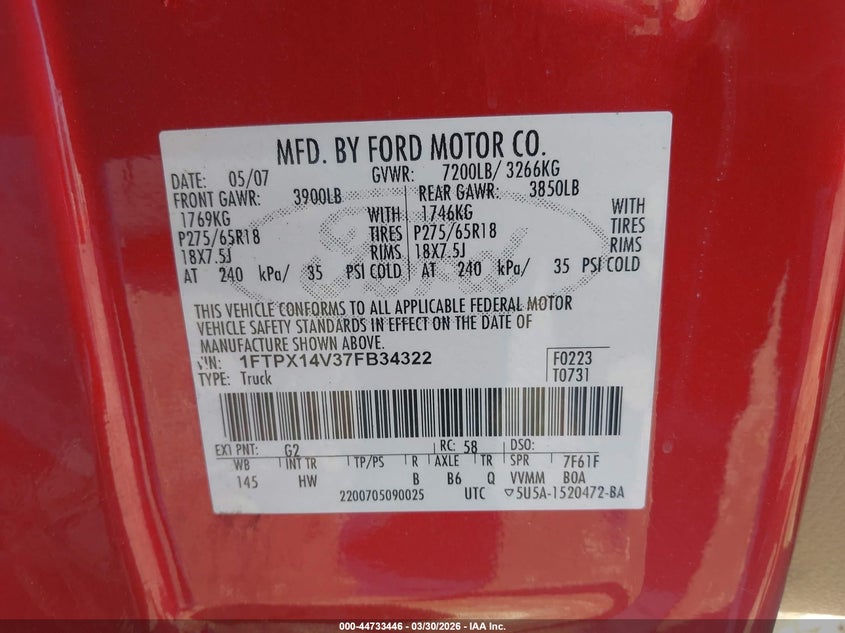 MFD. BY FORD MOTOR CO.
DATE: 05/07 GVWR: 7200LB/ 3266KG
FRONT GAWR: 3900LB REAR GAWR: 3850LB
1769KG WITH 1746KG WITH
P275/65R18 TIRES P275/65R18 TIRES
18X7.5J RIMS 18X7.5J RIMS
AT 240 kPa/ 35 PSI COLD AT 240 kPa/ 35 PSI COLD
Ford
THIS VEHICLE CONFORMS TO ALL APPLICABLE FEDERAL MOTOR
VEHICLE SAFETY STANDARDS IN EFFECT ON THE DATE OF
MANUFACTURE SHOWN ABOVE.
VIN: 1FTPX14V37FB34322 F0223
TYPE: Truck T0731
EXT PNT: G2 RC: 58 DSO:
WB INT TR TP/PS R AXLE TR SPR 7F61F
145 HW B B6 Q VVMM BOA
2200705090025 UTC ▽5U5A-1520472-BA
000-44733446 - 03/30/2026 - IAA Inc.